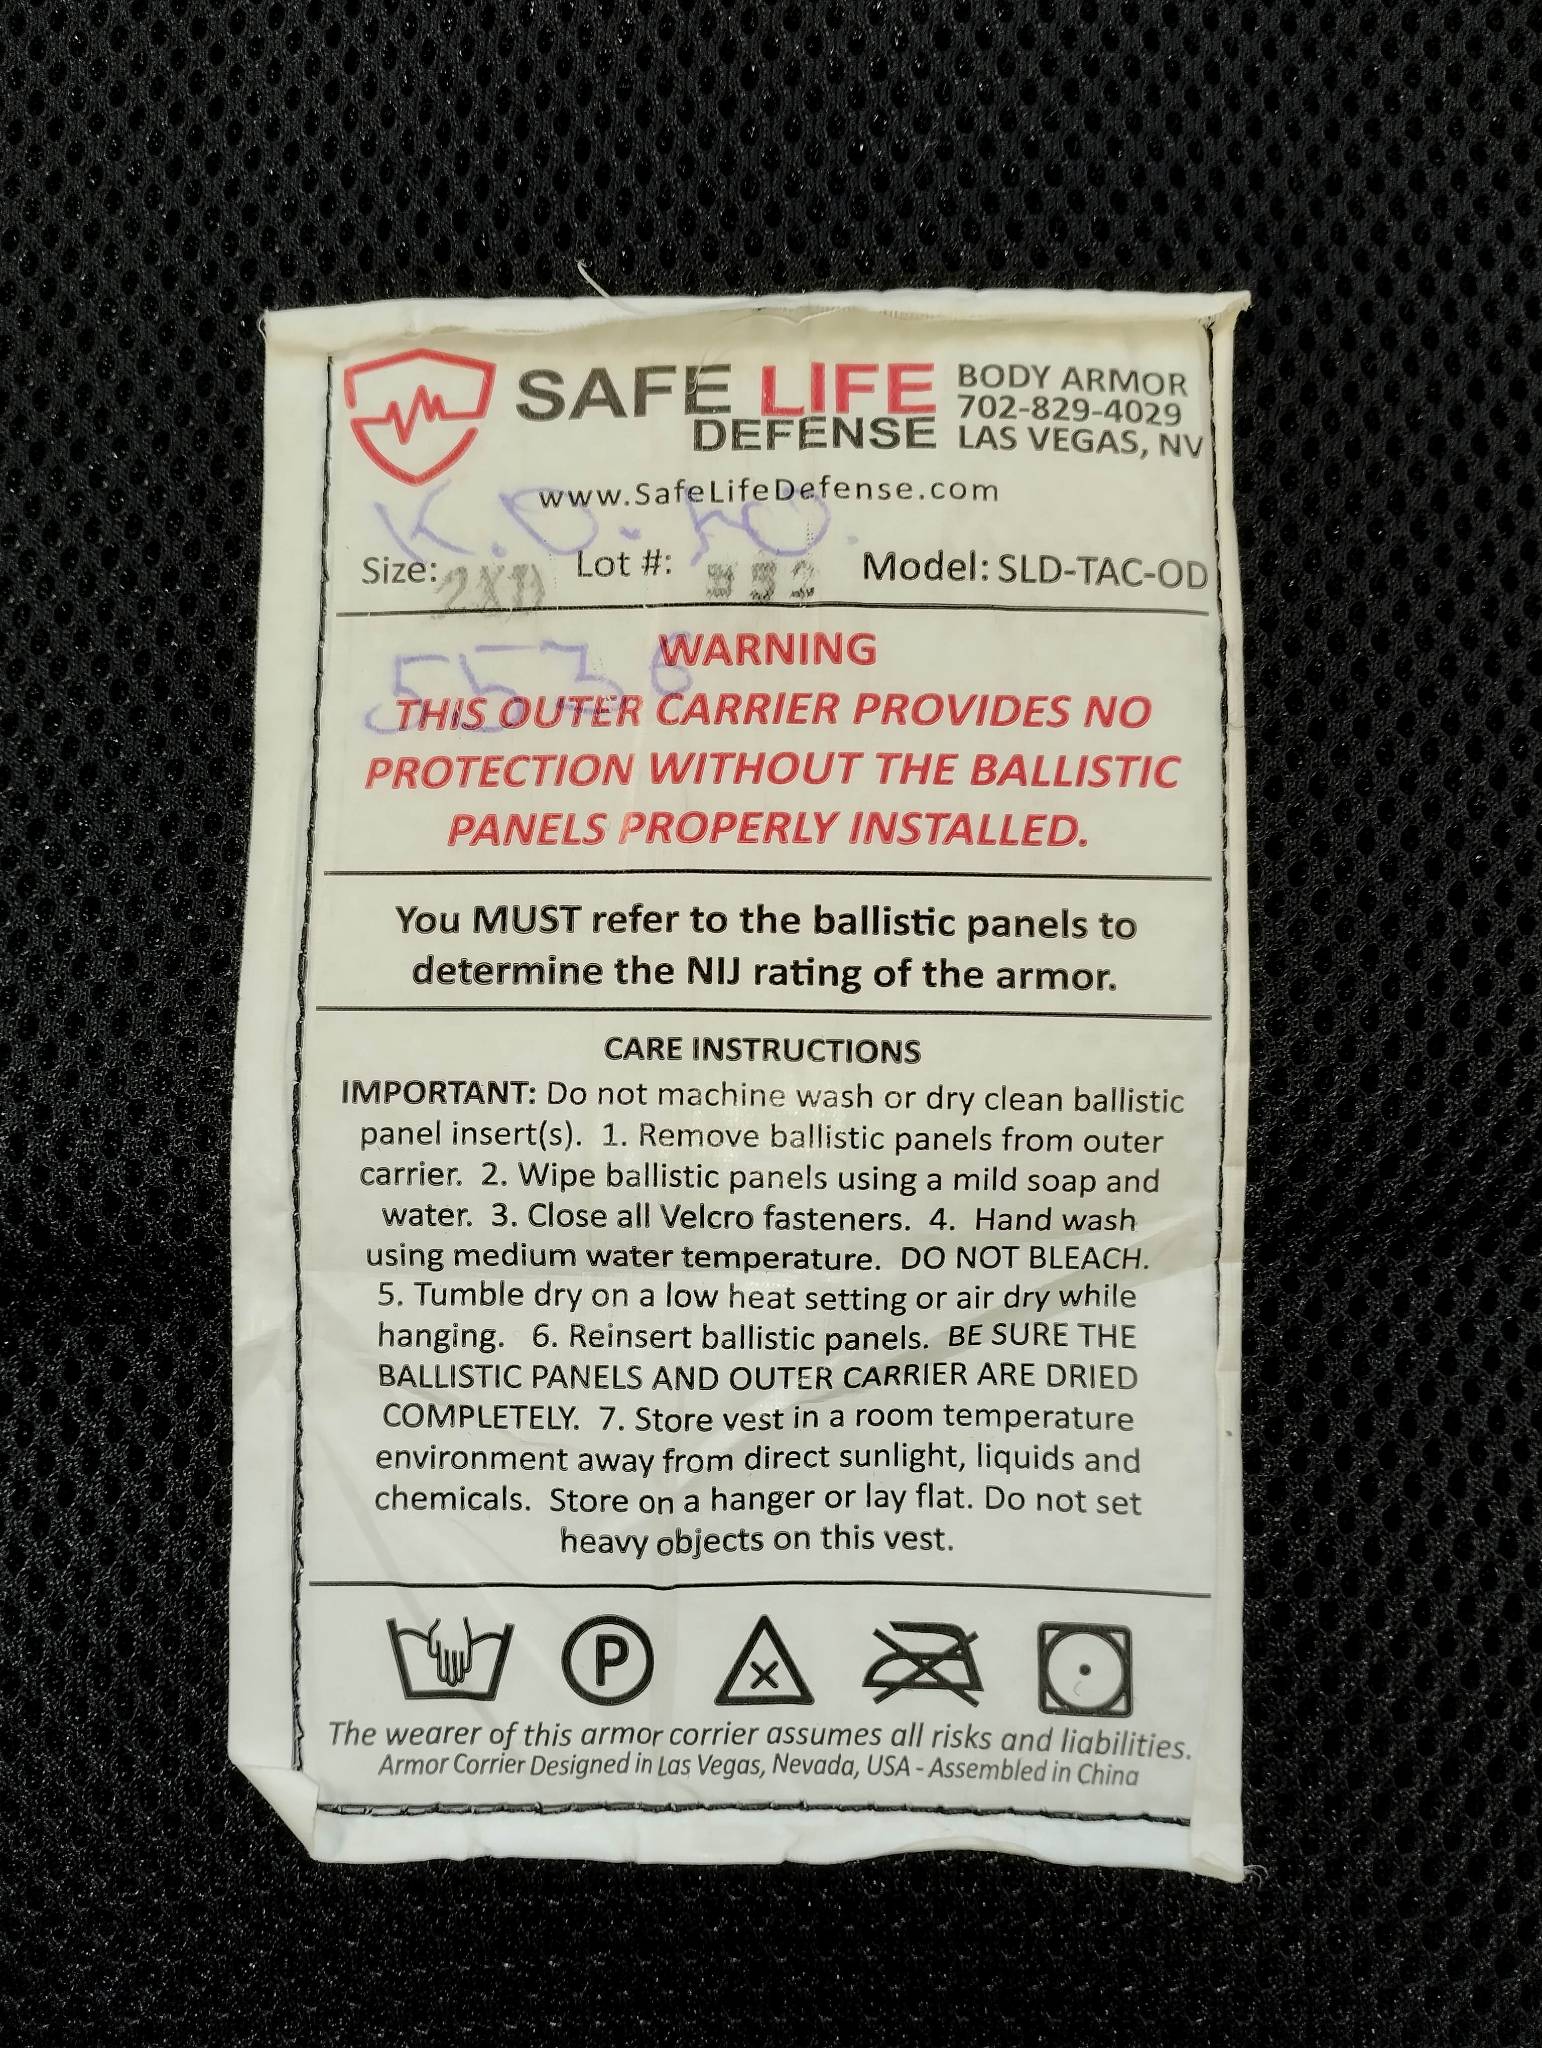 SAFE LIFE
DEFENSE
BODY ARMOR
702-829-4029
LAS VEGAS, NV
www.SafeLifeDefense.com
Size: Lot #: Model: SLD-TAC-OD
5536
WARNING
THIS OUTER CARRIER PROVIDES NO
PROTECTION WITHOUT THE BALLISTIC
PANELS PROPERLY INSTALLED.
You MUST refer to the ballistic panels to
determine the NIJ rating of the armor.
CARE INSTRUCTIONS
IMPORTANT: Do not machine wash or dry clean ballistic
panel insert(s). 1. Remove ballistic panels from outer
carrier. 2. Wipe ballistic panels using a mild soap and
water. 3. Close all Velcro fasteners. 4. Hand wash
using medium water temperature. DO NOT BLEACH.
5. Tumble dry on a low heat setting or air dry while
hanging. 6. Reinsert ballistic panels. BE SURE THE
BALLISTIC PANELS AND OUTER CARRIER ARE DRIED
COMPLETELY. 7. Store vest in a room temperature
environment away from direct sunlight, liquids and
chemicals. Store on a hanger or lay flat. Do not set
heavy objects on this vest.
P
The wearer of this armor corrier assumes all risks and liabilities.
Armor Corrier Designed in Las Vegas, Nevada, USA - Assembled in China